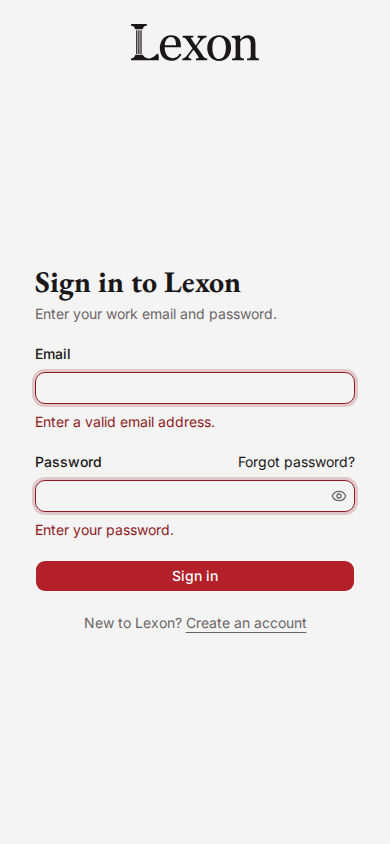 Lexon
Sign in to Lexon
Enter your work email and password.
Email
Enter a valid email address.
Password Forgot password?
Enter your password.
Sign in
New to Lexon? Create an account